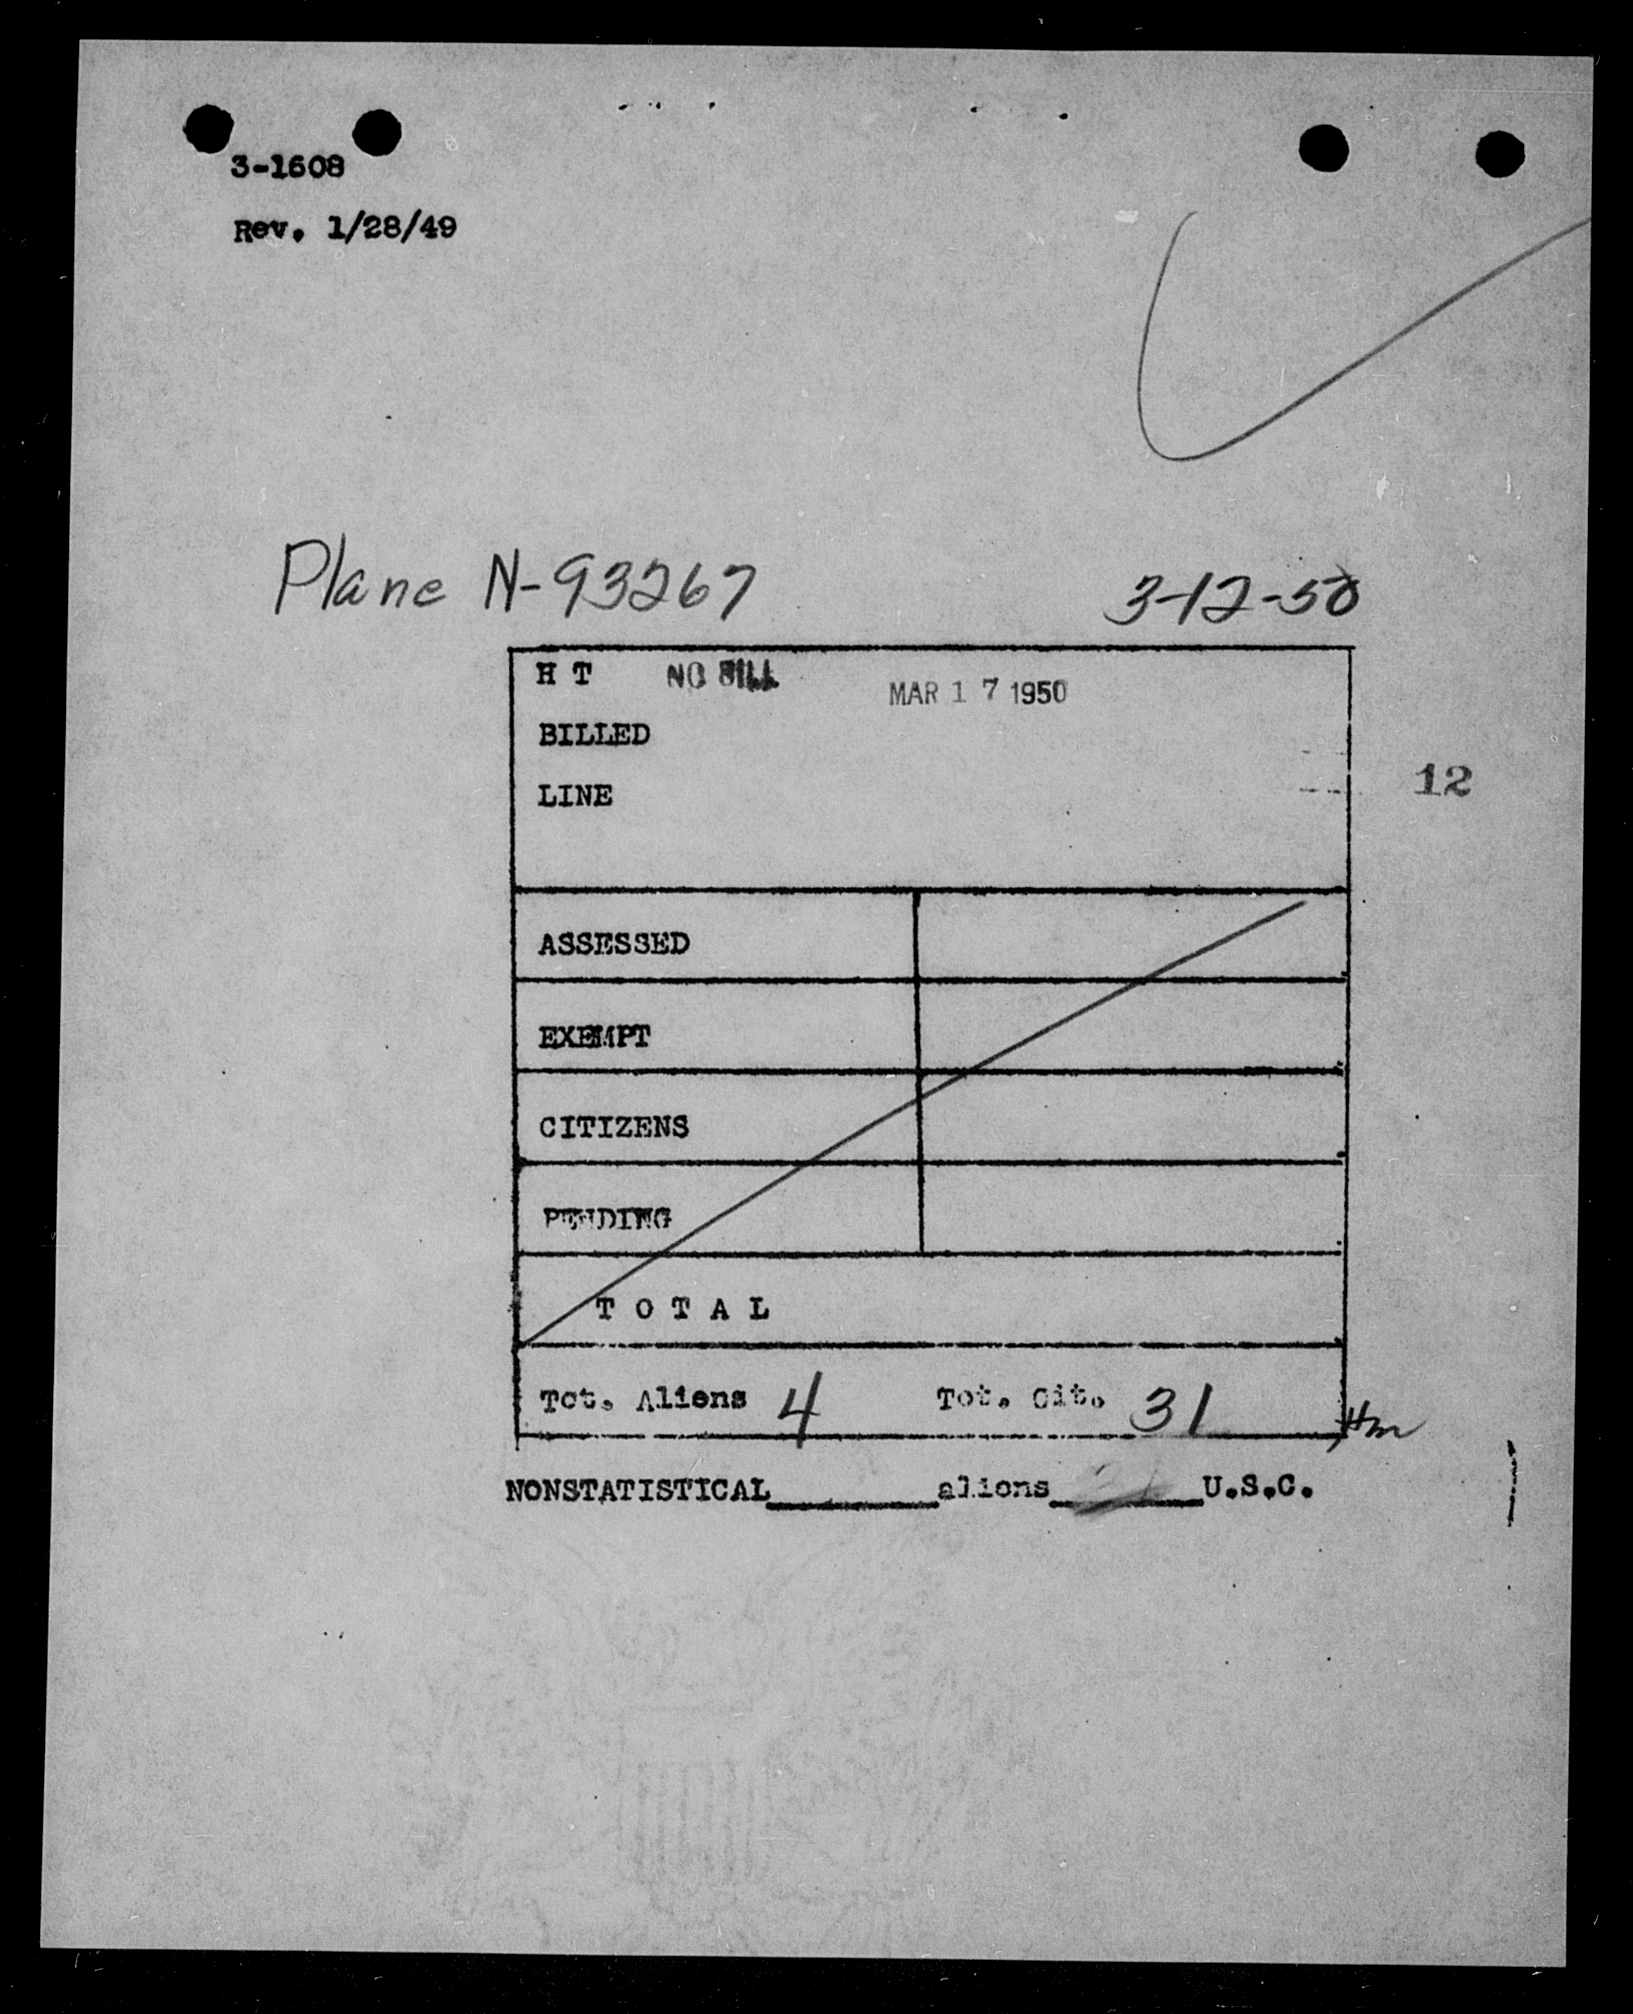 3-1608
Rev. 1/28/49
Plane N-93267 3-12-50
H T NO BILL MAR 17 1950
BILLED
LINE 12
ASSESSED
EXEMPT
CITIZENS
PENDING
T O T A L
Tot. Aliens 4 Tot. Cit. 31 Hm
NONSTATISTICAL aliens U.S.C.